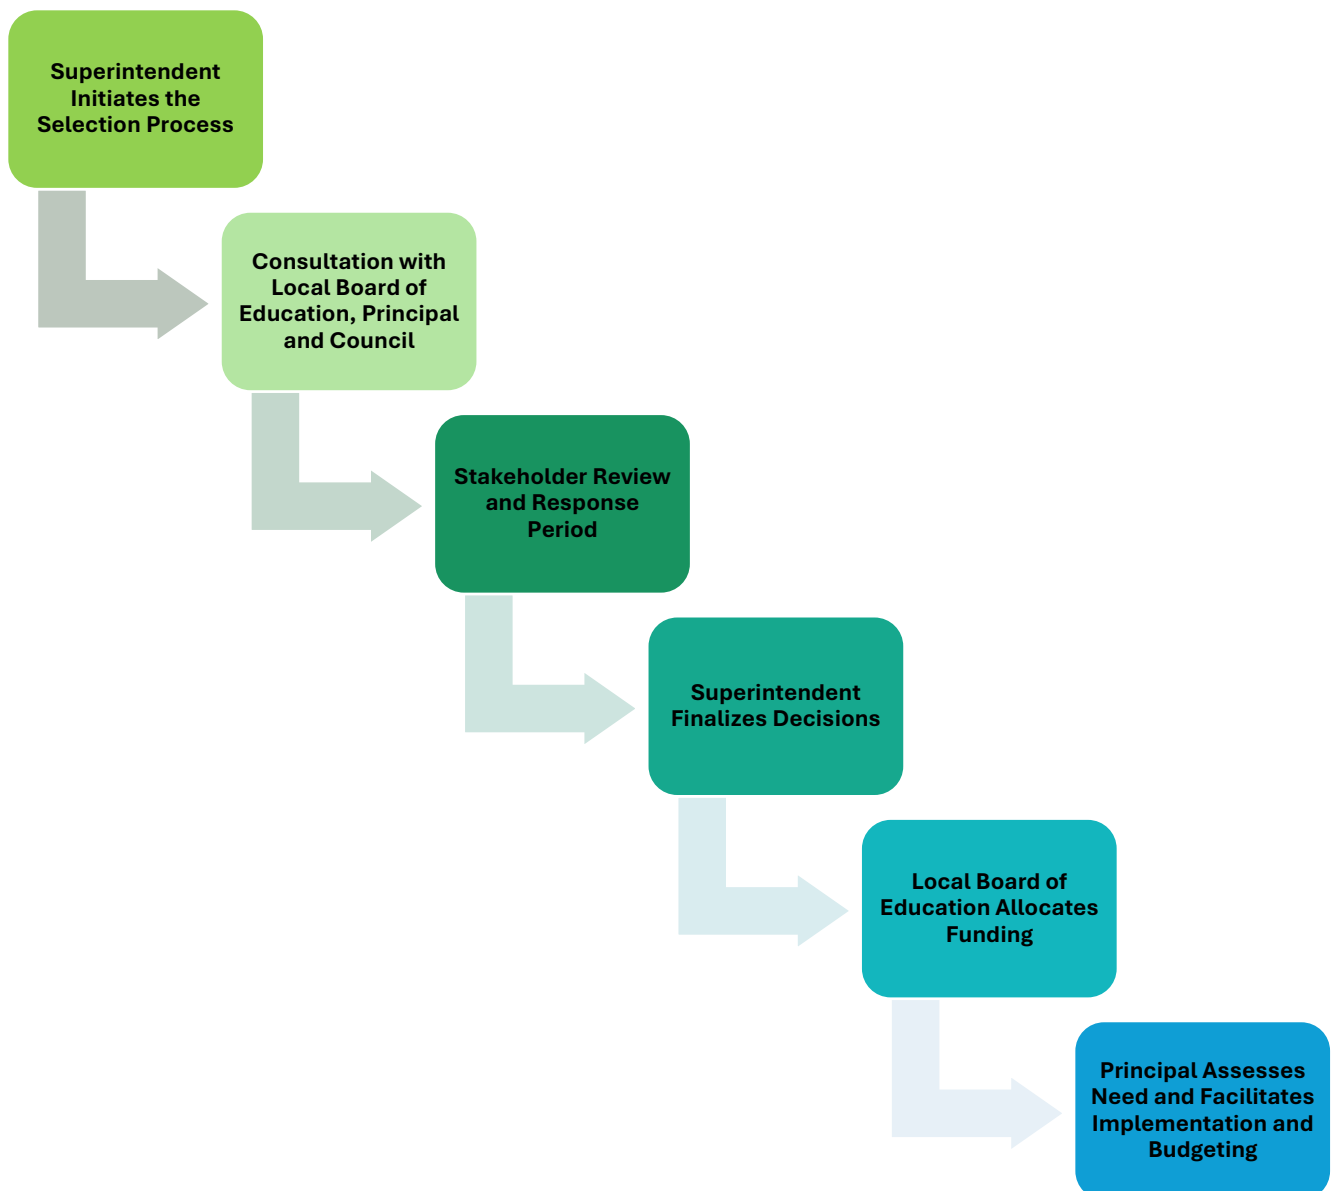 Superintendent
Initiates the
Selection Process
Consultation with
Local Board of
Education, Principal
and Council
Stakeholder Review
and Response
Period
Superintendent
Finalizes Decisions
Local Board of
Education Allocates
Funding
Principal Assesses
Need and Facilitates
Implementation and
Budgeting